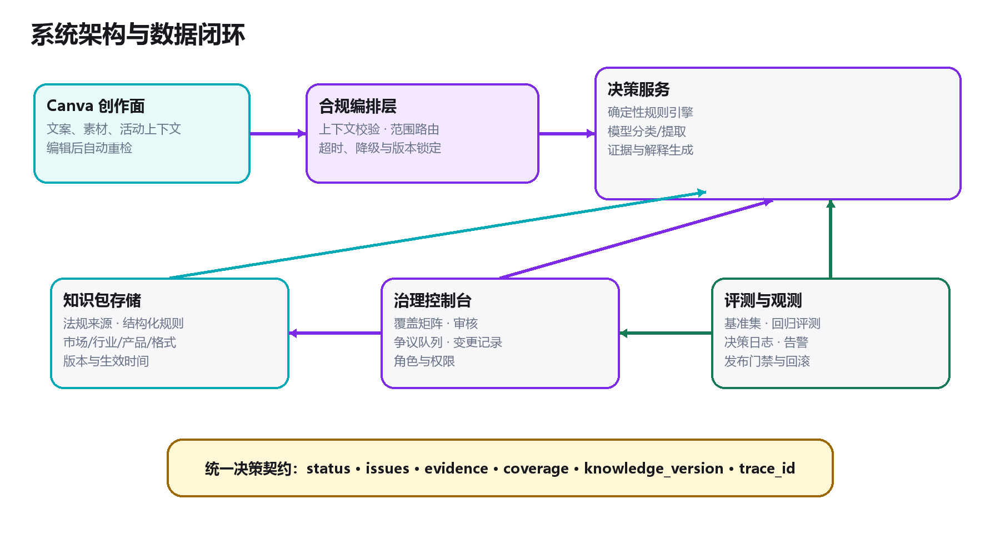 系统架构与数据闭环
Canva 创作面
文案、素材、活动上下文
编辑后自动重检
合规编排层
上下文校验 · 范围路由
超时、降级与版本锁定
决策服务
确定性规则引擎
模型分类/提取
证据与解释生成
知识包存储
法规来源 · 结构化规则
市场/行业/产品/格式
版本与生效时间
治理控制台
覆盖矩阵 · 审核
争议队列 · 变更记录
角色与权限
评测与观测
基准集 · 回归评测
决策日志 · 告警
发布门禁与回滚
统一决策契约：status • issues • evidence • coverage • knowledge_version • trace_id